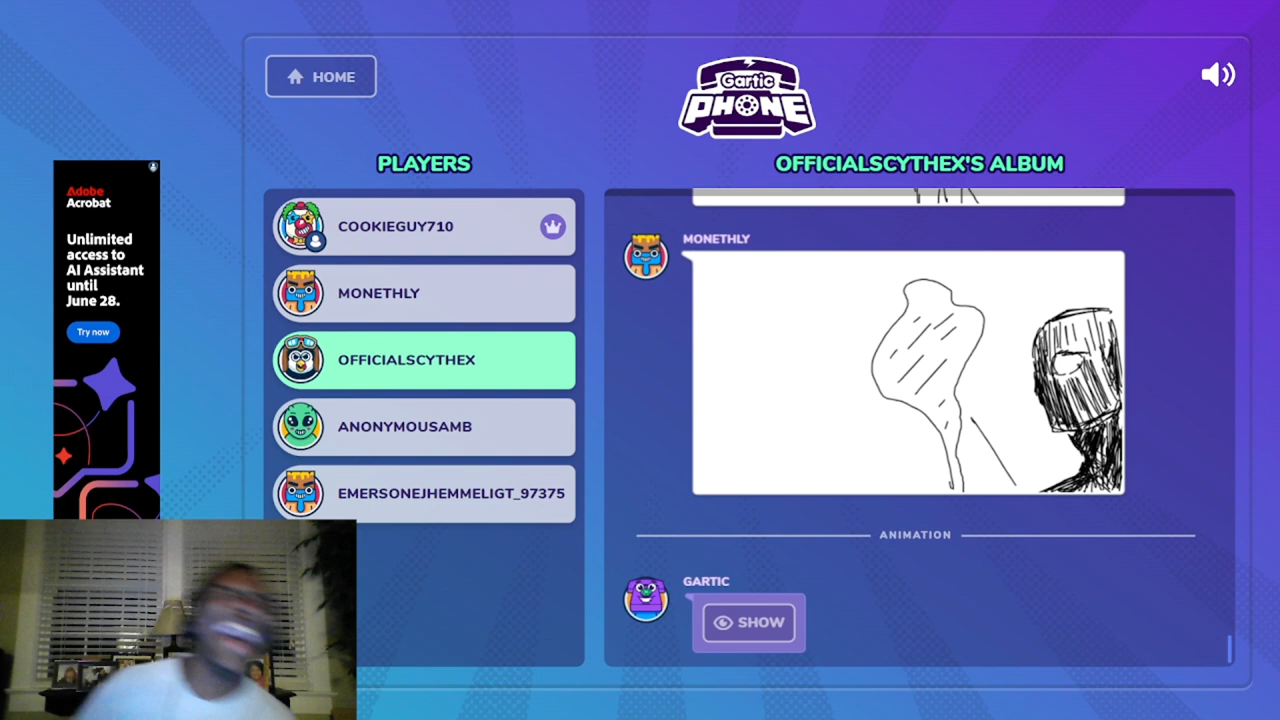 HOME
Gartic
PHONE
PLAYERS
OFFICIALSCYTHEX'S ALBUM
Adobe
Acrobat
Unlimited
access to
AI Assistant
until
June 28.
Try now
COOKIEGUY710
MONETHLY
OFFICIALSCYTHEX
ANONYMOUSAMB
EMERSONEJHEMMELIGT_97375
MONETHLY
ANIMATION
GARTIC
SHOW